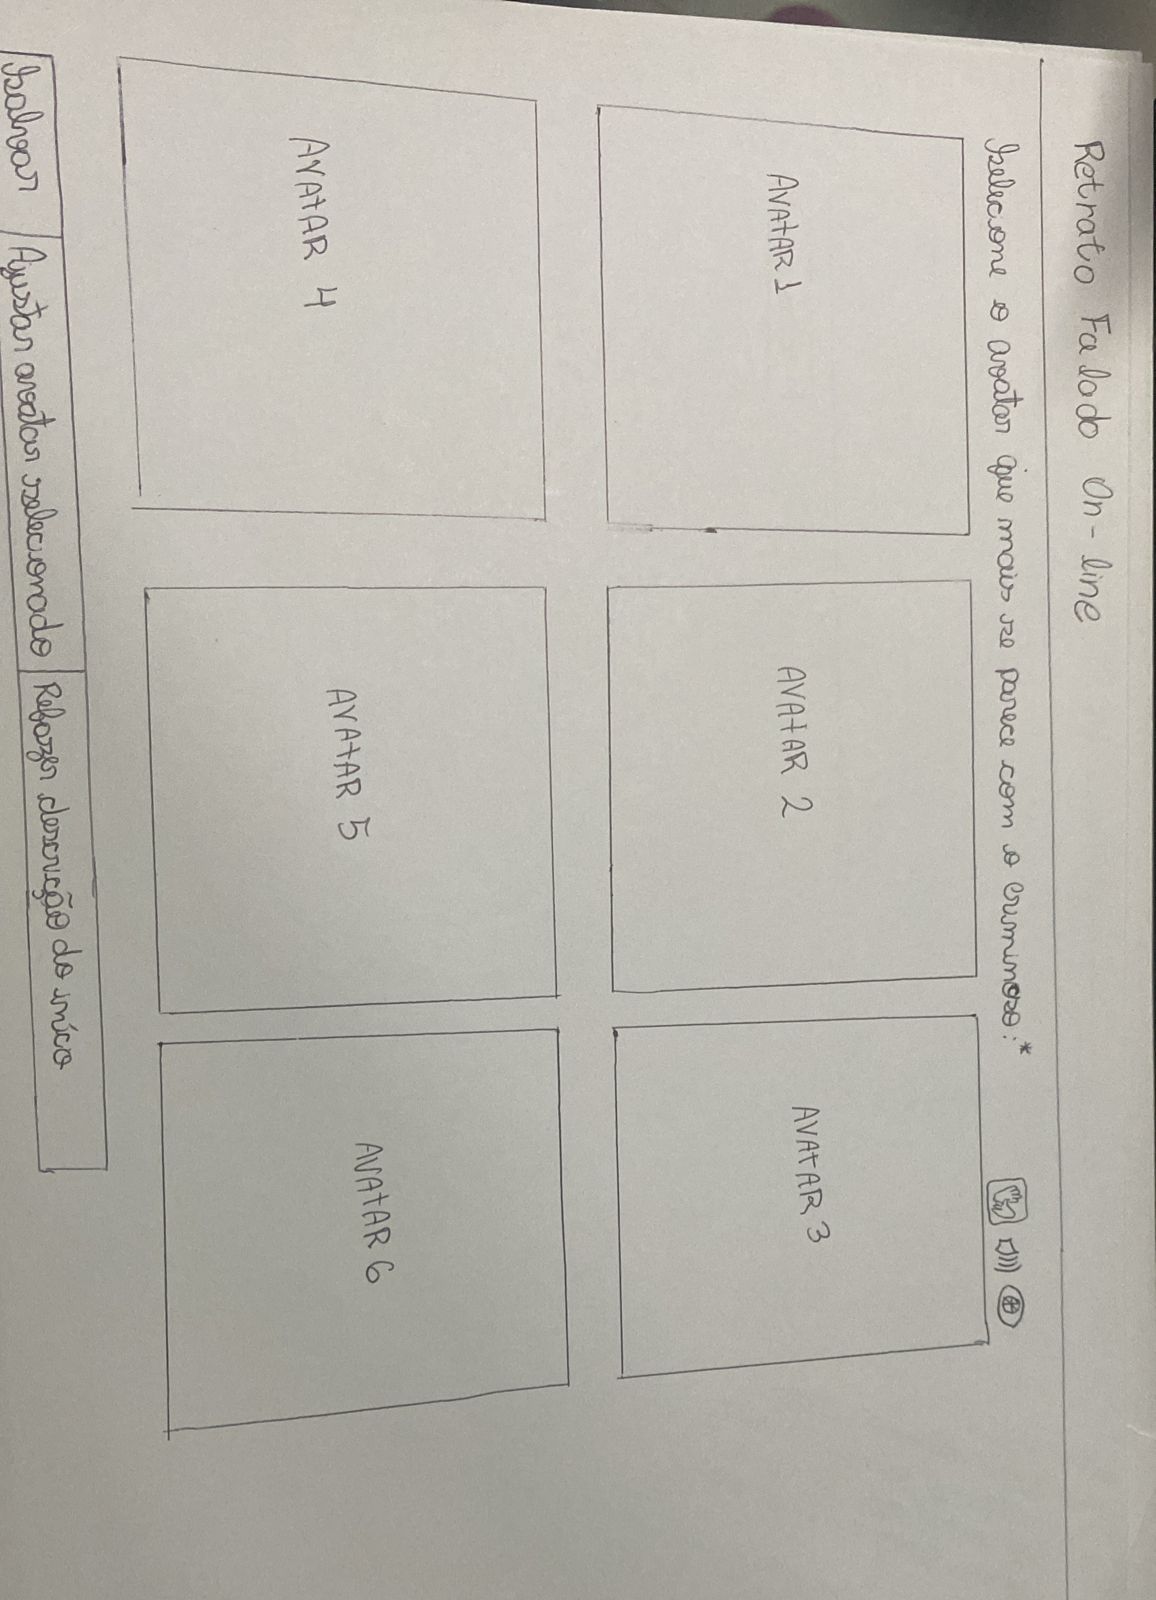 Retrato Falado On-line
Selecione o avatar que mais se parece com o criminoso:*
AVAtAR 1
AVAtAR 2
AVAtAR 3
AVAtAR 4
AVAtAR 5
AVAtAR 6
Salvar
Ajustar avatar selecionado
Refazer descrição do início